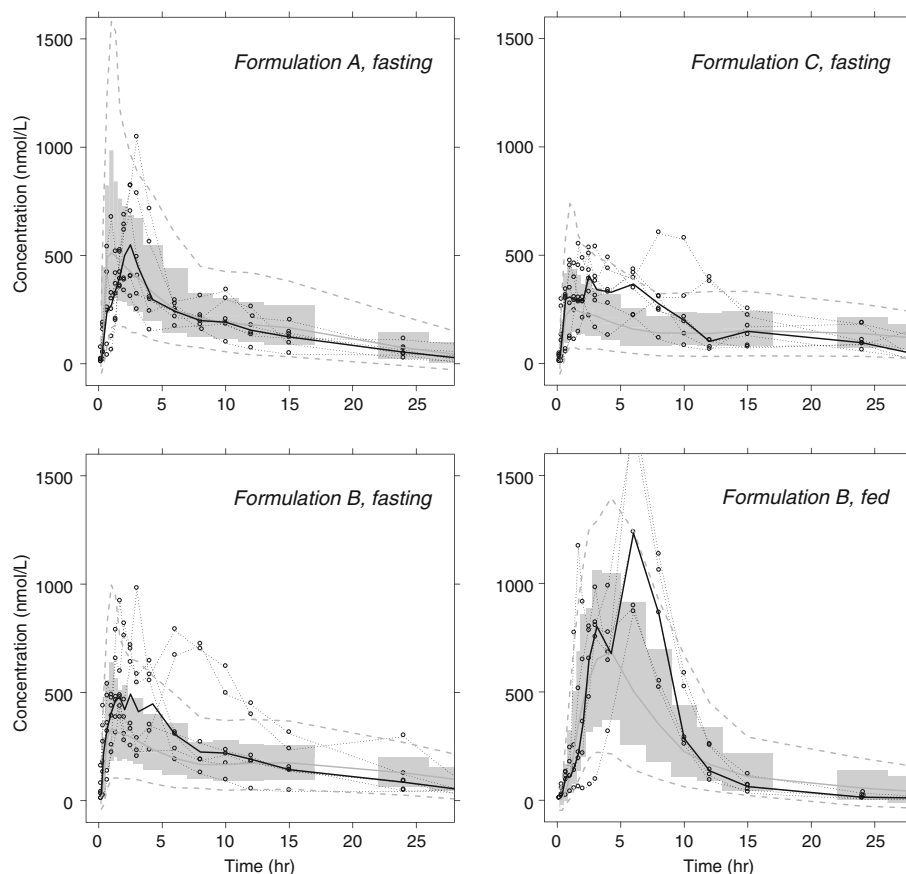 Formulation A, fasting
Concentration (nmol/L)
1500
1000
500
0
0 5 10 15 20 25
Formulation C, fasting
1500
1000
500
0
0 5 10 15 20 25
Formulation B, fasting
Concentration (nmol/L)
1500
1000
500
0
0 5 10 15 20 25
Time (hr)
Formulation B, fed
1500
1000
500
0
0 5 10 15 20 25
Time (hr)